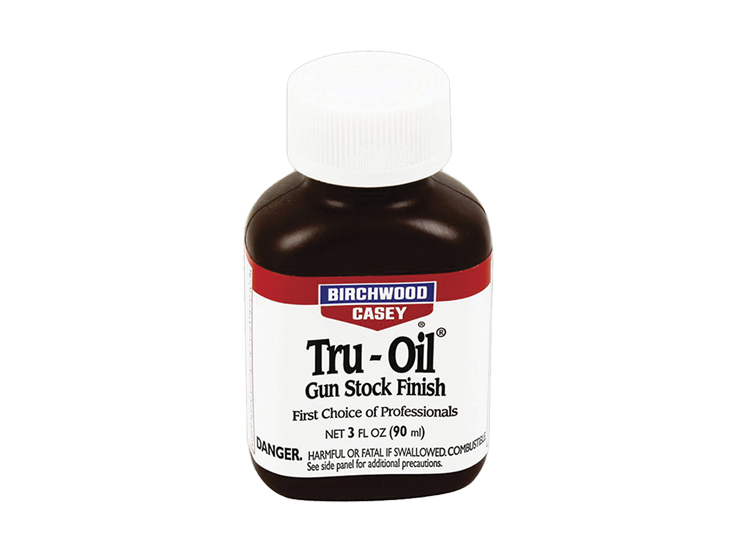 BIRCHWOOD
CASEY®
Tru-Oil®
Gun Stock Finish
First Choice of Professionals
NET 3 FL OZ (90 ml)
DANGER. HARMFUL OR FATAL IF SWALLOWED. COMBUSTIBLE.
See side panel for additional precautions.